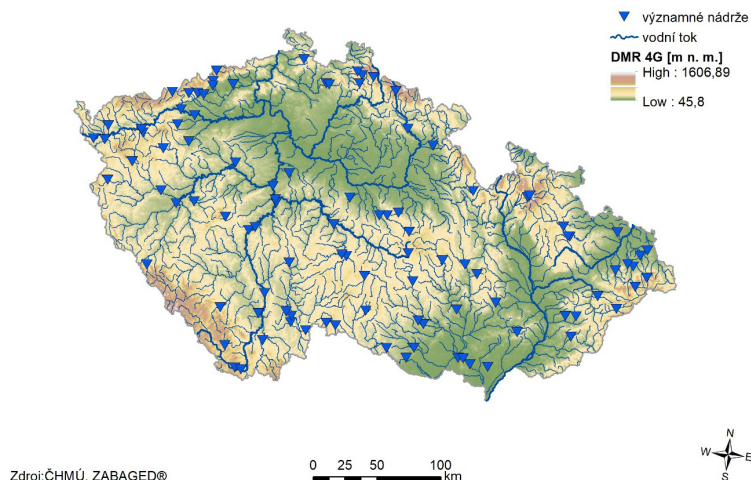 významné nádrže
vodní tok
DMR 4G [m n. m.]
High : 1606,89
Low : 45,8
N
W E
S
Zdroj:ČHMÚ, ZABAGED®
0 25 50 100
km